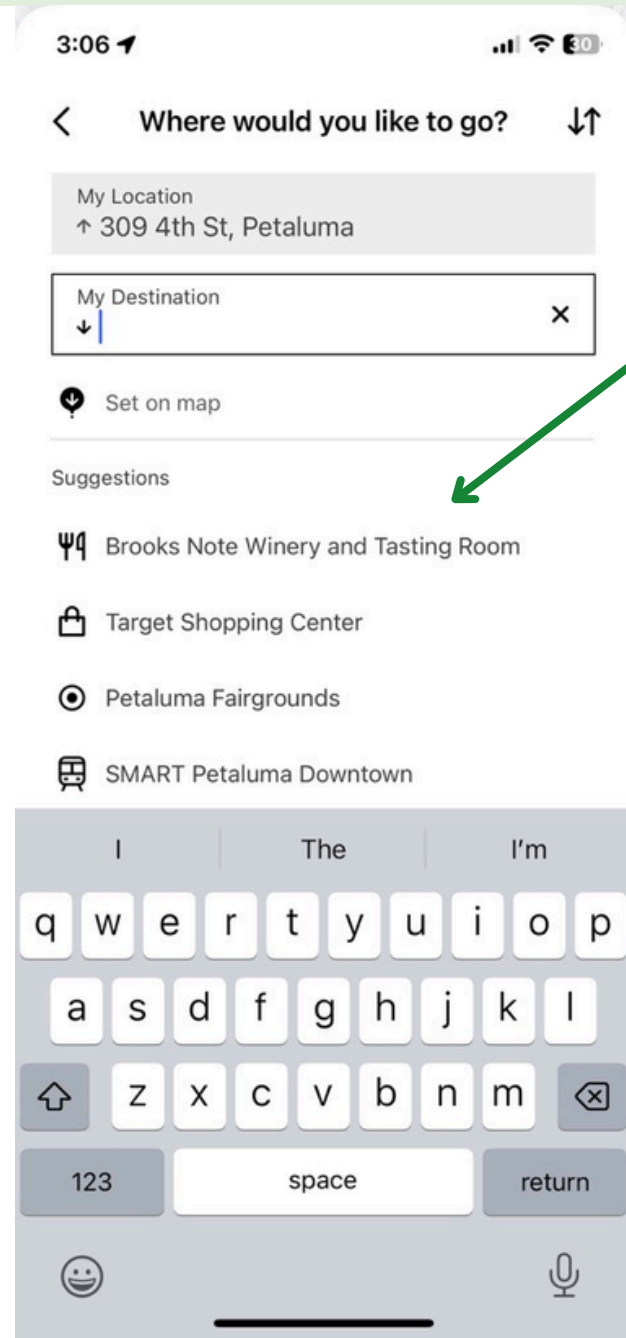 3:06
30
Where would you like to go?
My Location
309 4th St, Petaluma
My Destination
Set on map
Suggestions
Brooks Note Winery and Tasting Room
Target Shopping Center
Petaluma Fairgrounds
SMART Petaluma Downtown
I The I'm
q w e r t y u i o p
a s d f g h j k l
z x c v b n m
123 space return